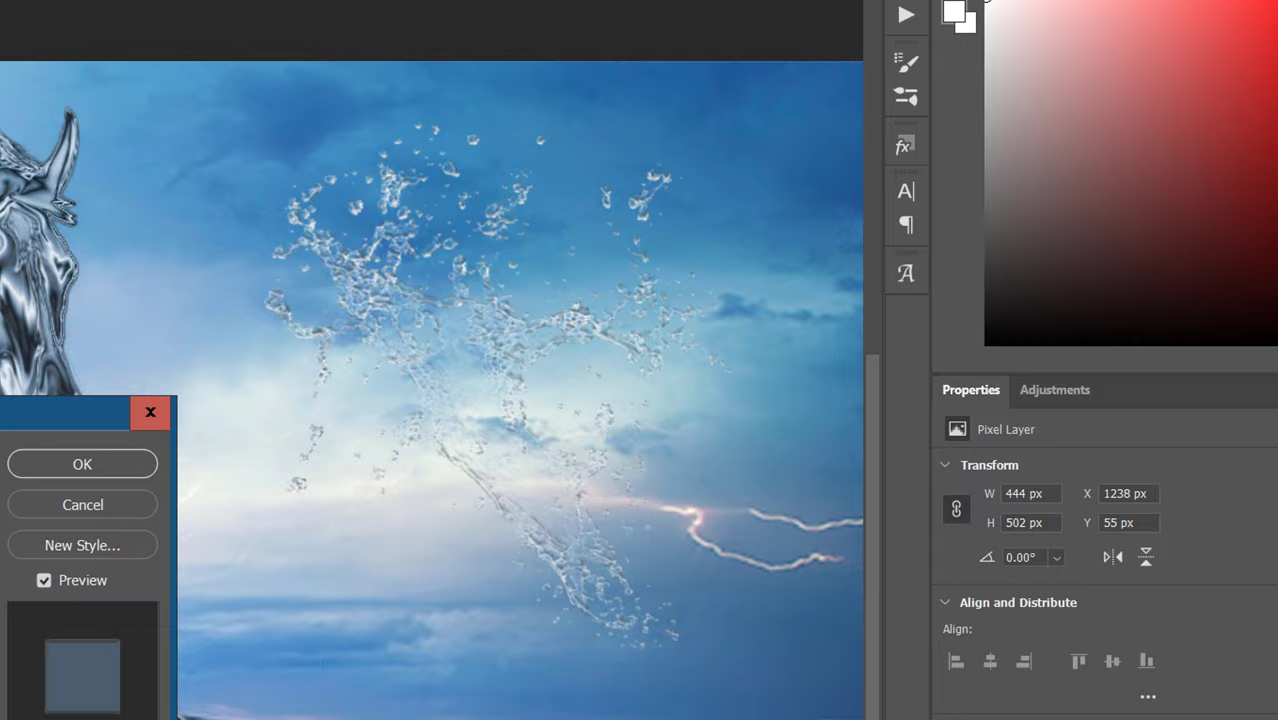 fx
A
¶
A
x
OK
Cancel
New Style...
Preview
Properties Adjustments
Pixel Layer
Transform
W 444 px X 1238 px
H 502 px Y 55 px
0.00°
Align and Distribute
Align:
...